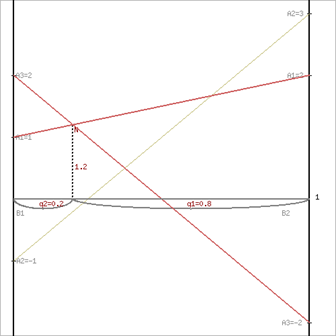 A2=3
A3=2
A1=2
N
A1=1
1.2
1
q2=0.2
q1=0.8
B1
B2
A2=-1
A3=-2